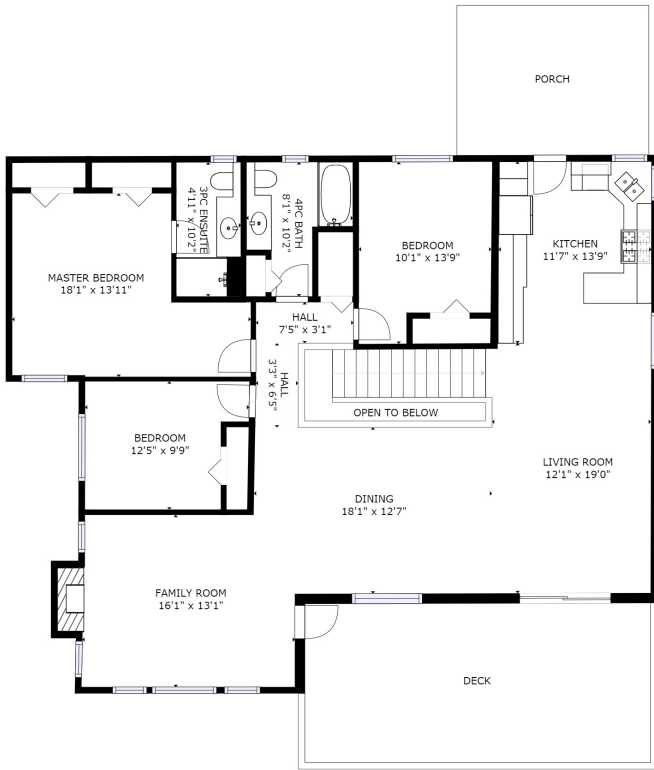 PORCH
3PC ENSUITE
4'11" x 10'2"
4PC BATH
8'1" x 10'2"
BEDROOM
10'1" x 13'9"
KITCHEN
11'7" x 13'9"
MASTER BEDROOM
18'1" x 13'11"
HALL
7'5" x 3'1"
HALL
3'3" x 6'5"
OPEN TO BELOW
BEDROOM
12'5" x 9'9"
LIVING ROOM
12'1" x 19'0"
DINING
18'1" x 12'7"
FAMILY ROOM
16'1" x 13'1"
DECK